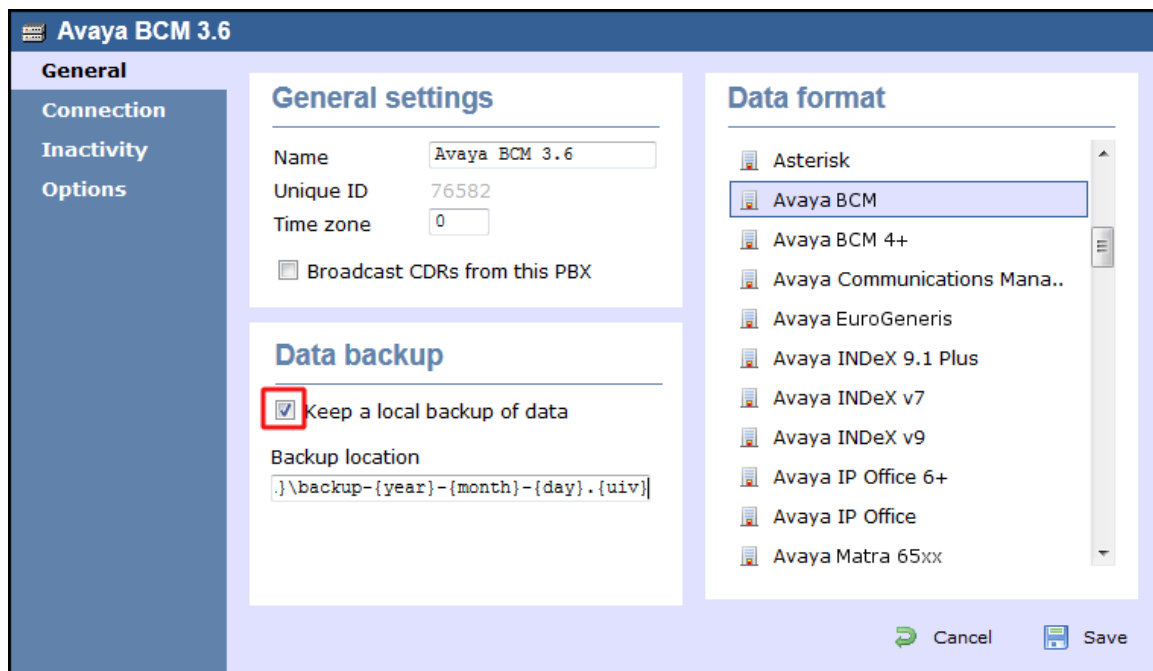 Avaya BCM 3.6
General
Connection
Inactivity
Options
General settings
Name Avaya BCM 3.6
Unique ID 76582
Time zone 0
Broadcast CDRs from this PBX
Data backup
Keep a local backup of data
Backup location
.}\backup-{year}-{month}-{day}.{uiv}
Data format
Asterisk
Avaya BCM
Avaya BCM 4+
Avaya Communications Mana..
Avaya EuroGeneris
Avaya INDeX 9.1 Plus
Avaya INDeX v7
Avaya INDeX v9
Avaya IP Office 6+
Avaya IP Office
Avaya Matra 65xx
Cancel Save